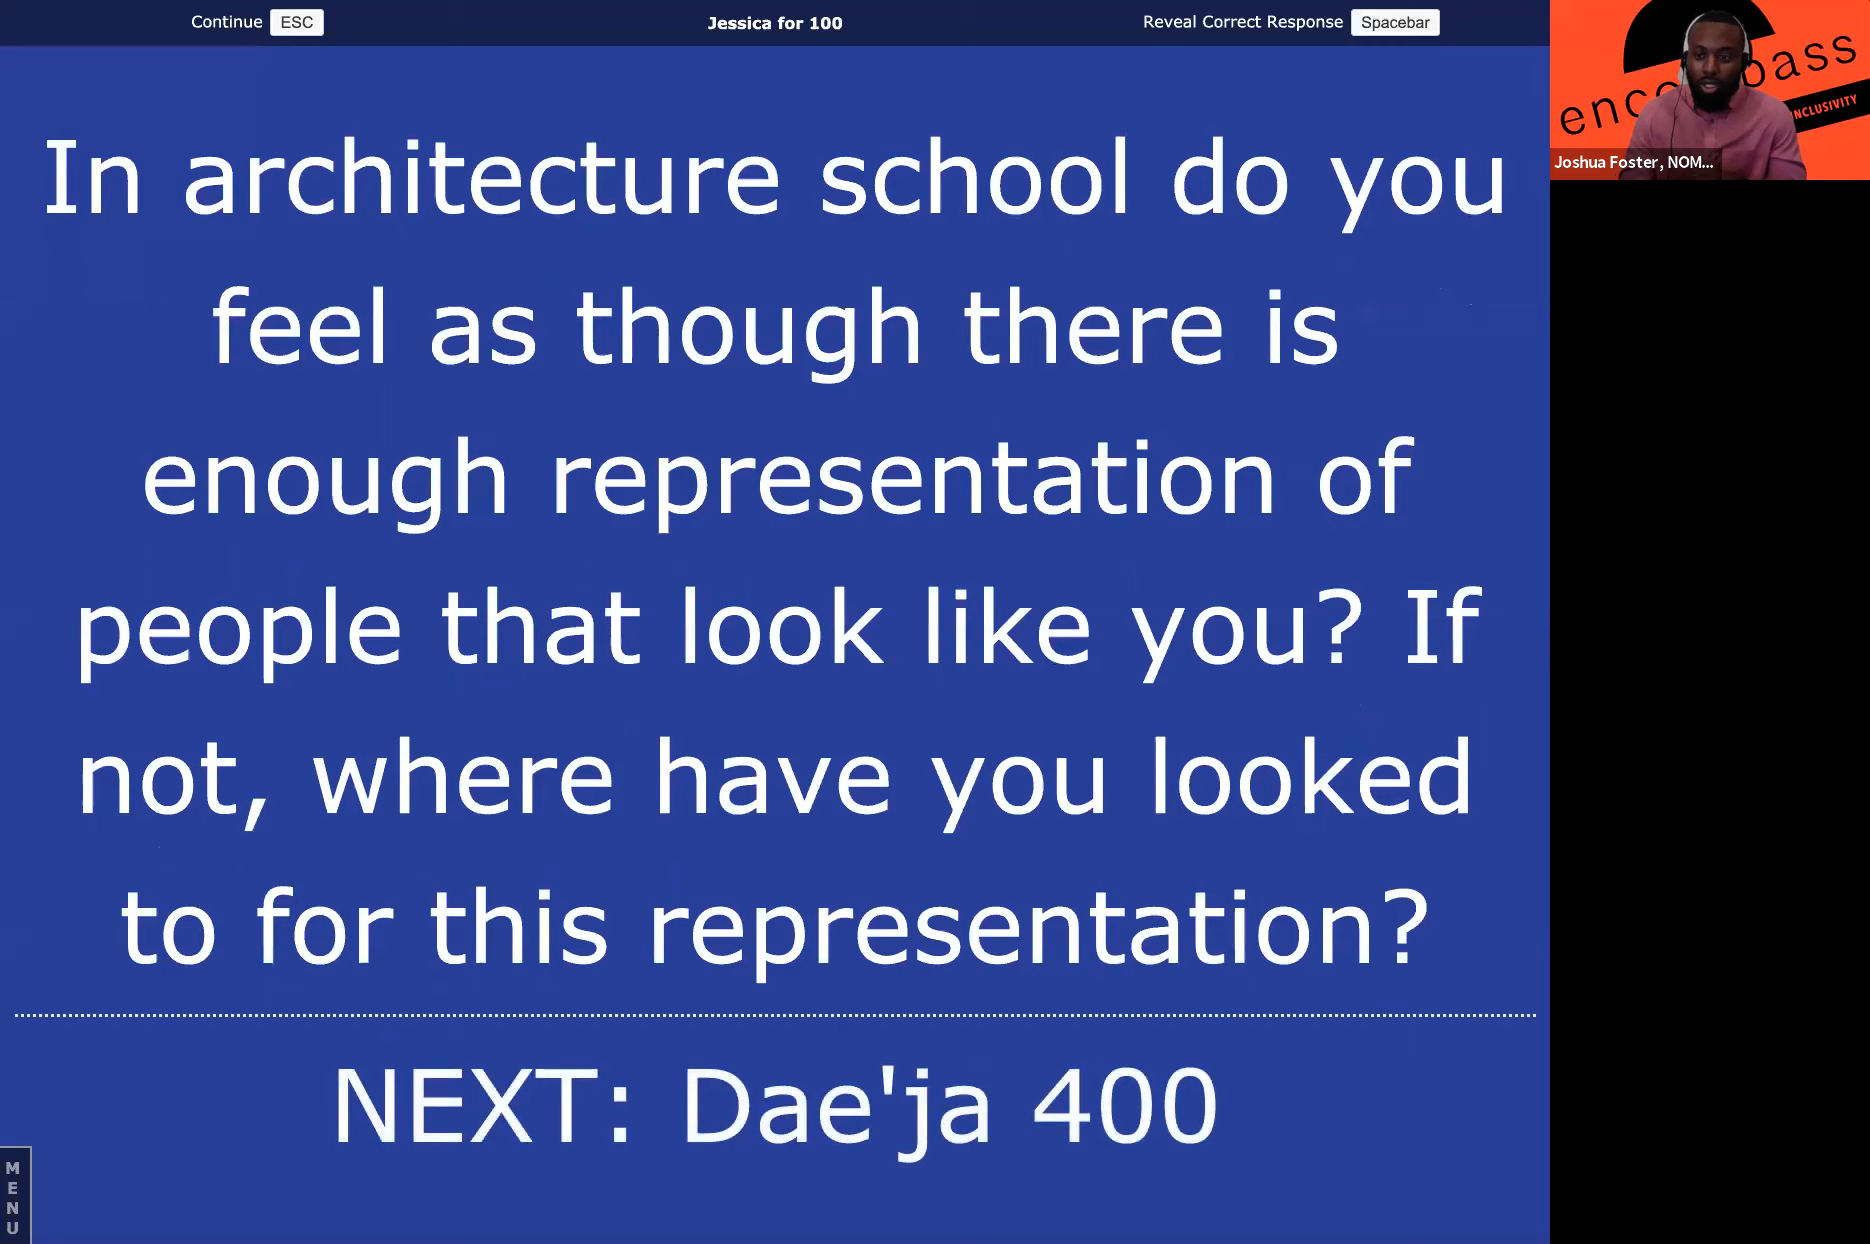 Continue ESC
Jessica for 100
Reveal Correct Response Spacebar
In architecture school do you
feel as though there is
enough representation of
people that look like you? If
not, where have you looked
to for this representation?
NEXT: Dae'ja 400
MENU
NCLUSIVITY
Joshua Foster, NOM...